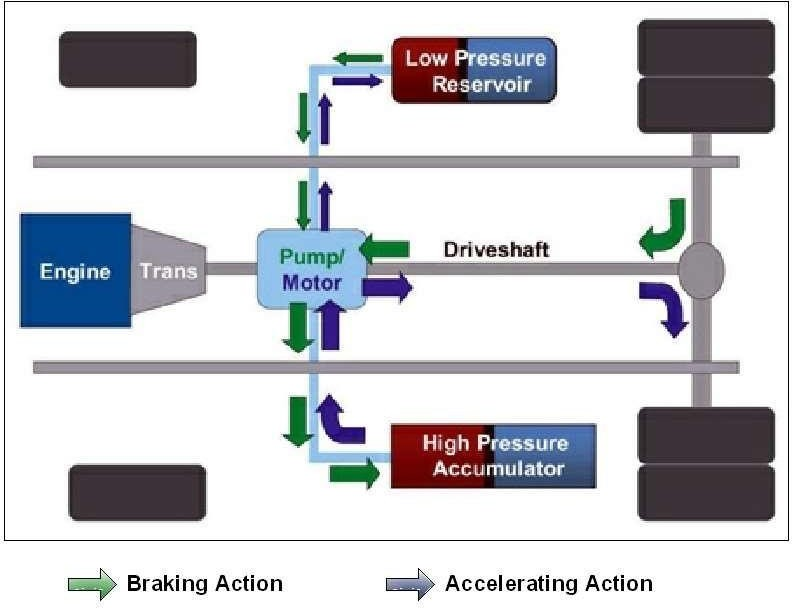 Low Pressure
Reservoir
Engine
Trans
Pump/
Motor
Driveshaft
High Pressure
Accumulator
Braking Action
Accelerating Action